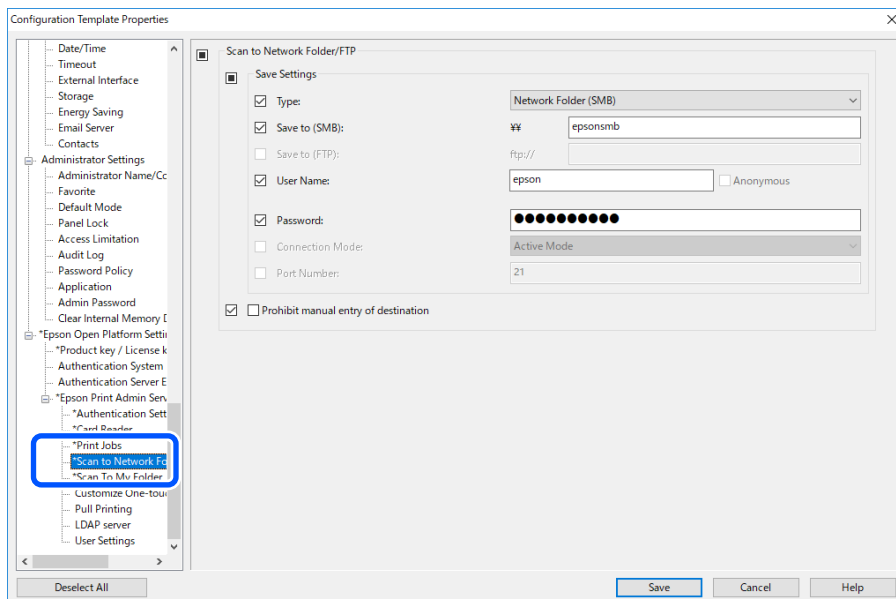 Configuration Template Properties
Date/Time
Timeout
External Interface
Storage
Energy Saving
Email Server
Contacts
Administrator Settings
Administrator Name/Cc
Favorite
Default Mode
Panel Lock
Access Limitation
Audit Log
Password Policy
Application
Admin Password
Clear Internal Memory D
*Epson Open Platform Settin
*Product key / License k
Authentication System
Authentication Server E
*Epson Print Admin Serv
*Authentication Sett
*Card Reader
*Print Jobs
*Scan to Network Fo
*Scan To My Folder
Customize One-touc
Pull Printing
LDAP server
User Settings
Scan to Network Folder/FTP
Save Settings
Type: Network Folder (SMB)
Save to (SMB): ¥¥ epsonsmb
Save to (FTP): ftp://
User Name: epson Anonymous
Password: ●●●●●●●●●●
Connection Mode: Active Mode
Port Number: 21
Prohibit manual entry of destination
Deselect All Save Cancel Help